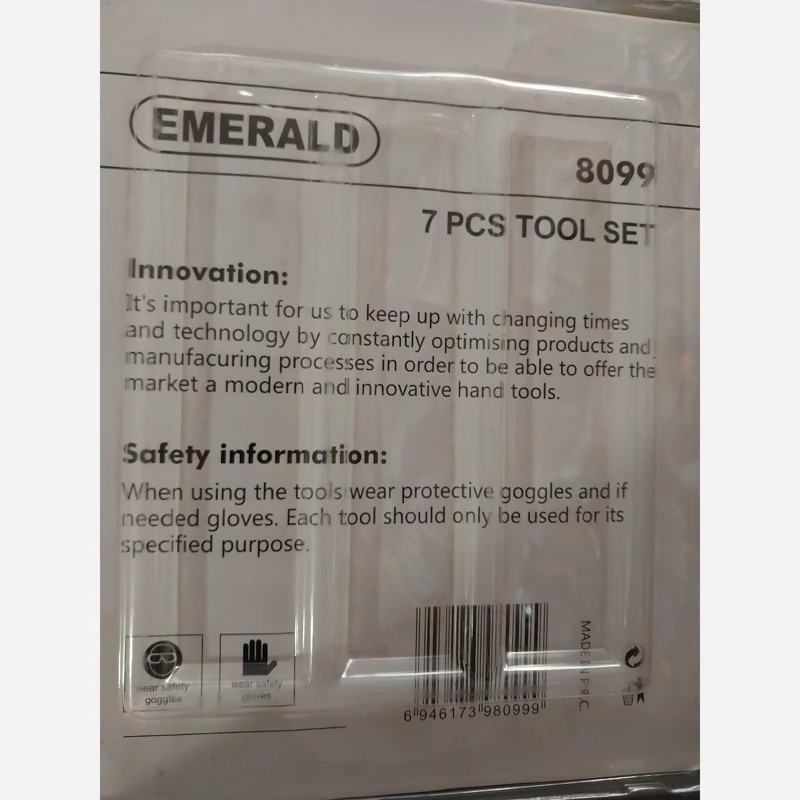 EMERALD
8099
7 PCS TOOL SET
Innovation:
It's important for us to keep up with changing times
and technology by constantly optimising products and
manufacuring processes in order to be able to offer the
market a modern and innovative hand tools.
Safety information:
When using the tools wear protective goggles and if
needed gloves. Each tool should only be used for its
specified purpose.
wear safety
goggles
wear safety
gloves
6 946173 980999
MADE IN P.R.C.